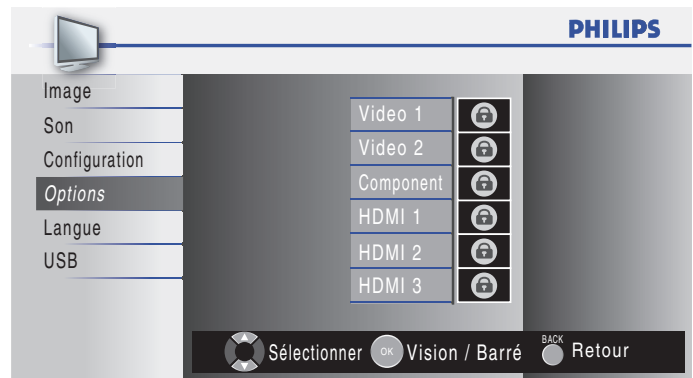 PHILIPS
Image
Son
Configuration
Options
Langue
USB
Video 1
Video 2
Component
HDMI 1
HDMI 2
HDMI 3
Sélectionner OK Vision / Barré BACK Retour